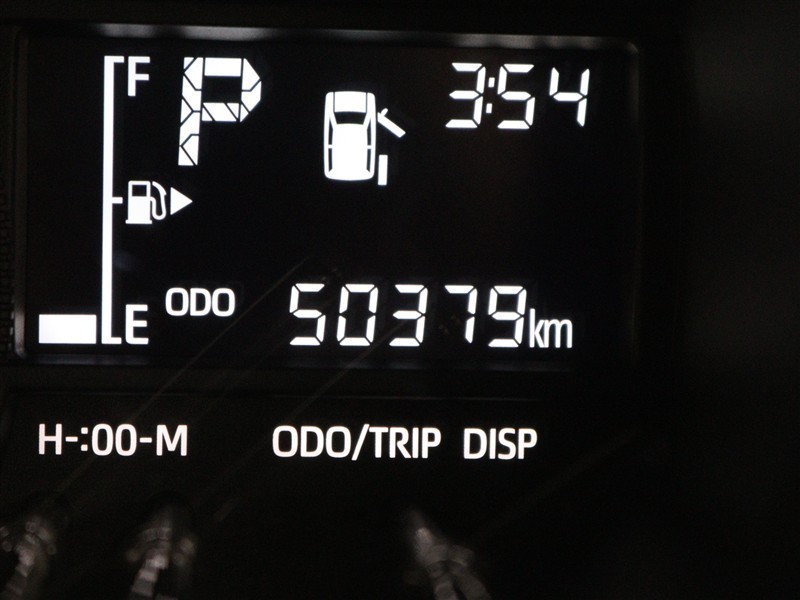 F
P
3:54
E
ODO 50379km
H-:00-M ODO/TRIP DISP